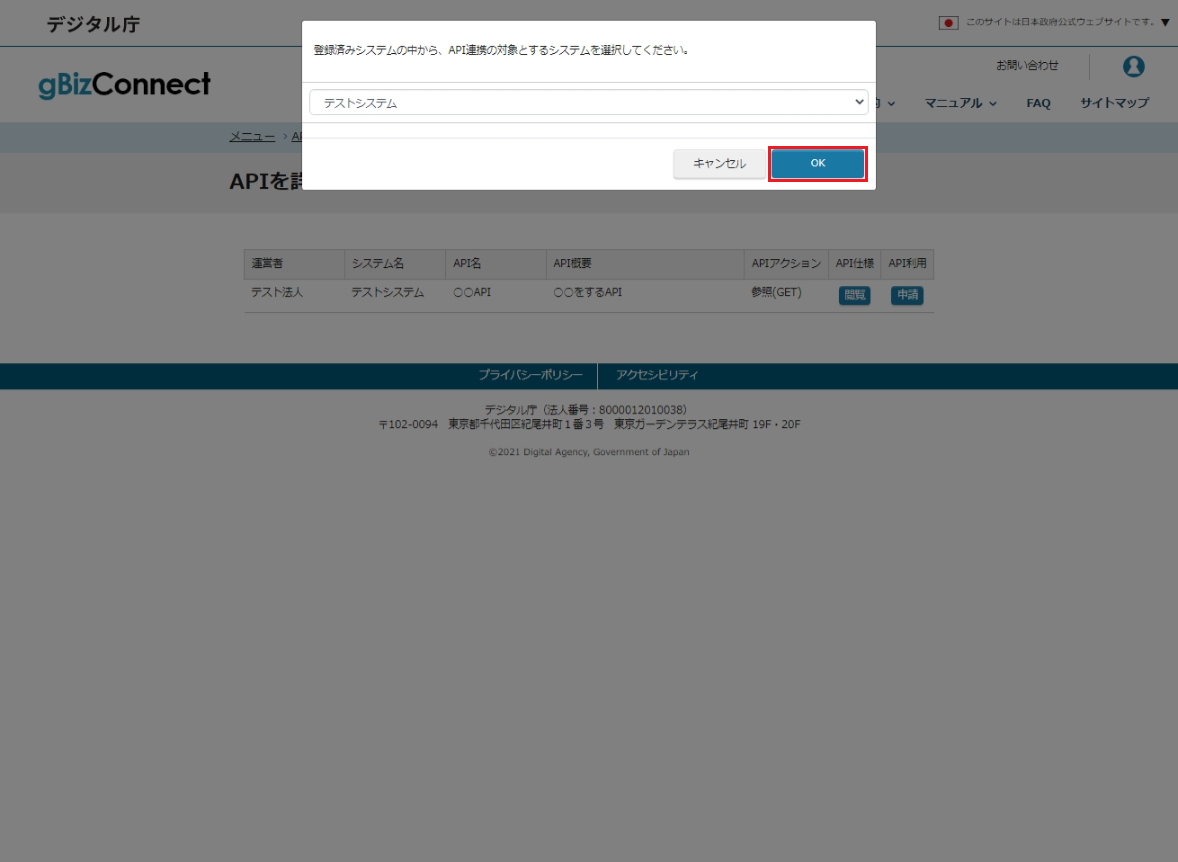 デジタル庁
このサイトは日本政府公式ウェブサイトです。▼
登録済みシステムの中から、API連携の対象とするシステムを選択してください。
お問い合わせ
gBizConnect
テストシステム
マニュアル FAQ サイトマップ
メニュー › AP
キャンセル OK
APIを詳
運営者 システム名 API名 API概要 APIアクション API仕様 API利用
テスト法人 テストシステム 〇〇API 〇〇をするAPI 参照(GET) 閲覧 申請
プライバシーポリシー アクセシビリティ
デジタル庁（法人番号：8000012010038）
〒102-0094 東京都千代田区紀尾井町１番３号 東京ガーデンテラス紀尾井町 19F・20F
©2021 Digital Agency, Government of Japan